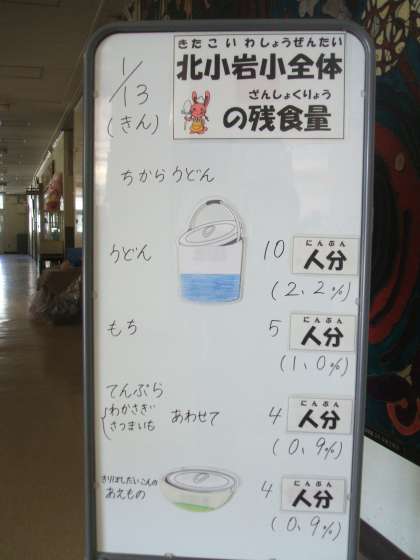 1/13
(きん)
きたこいわしょうぜんたい
北小岩小全体
ざんしょくりょう
の残食量
ちからうどん
うどん 10 にんぶん 人分
(2.2%)
もち 5 にんぶん 人分
(1.0%)
てんぷら
わかさぎ
さつまいも あわせて 4 にんぶん 人分
(0.9%)
きりぼしだいこんの
あえもの 4 にんぶん 人分
(0.9%)